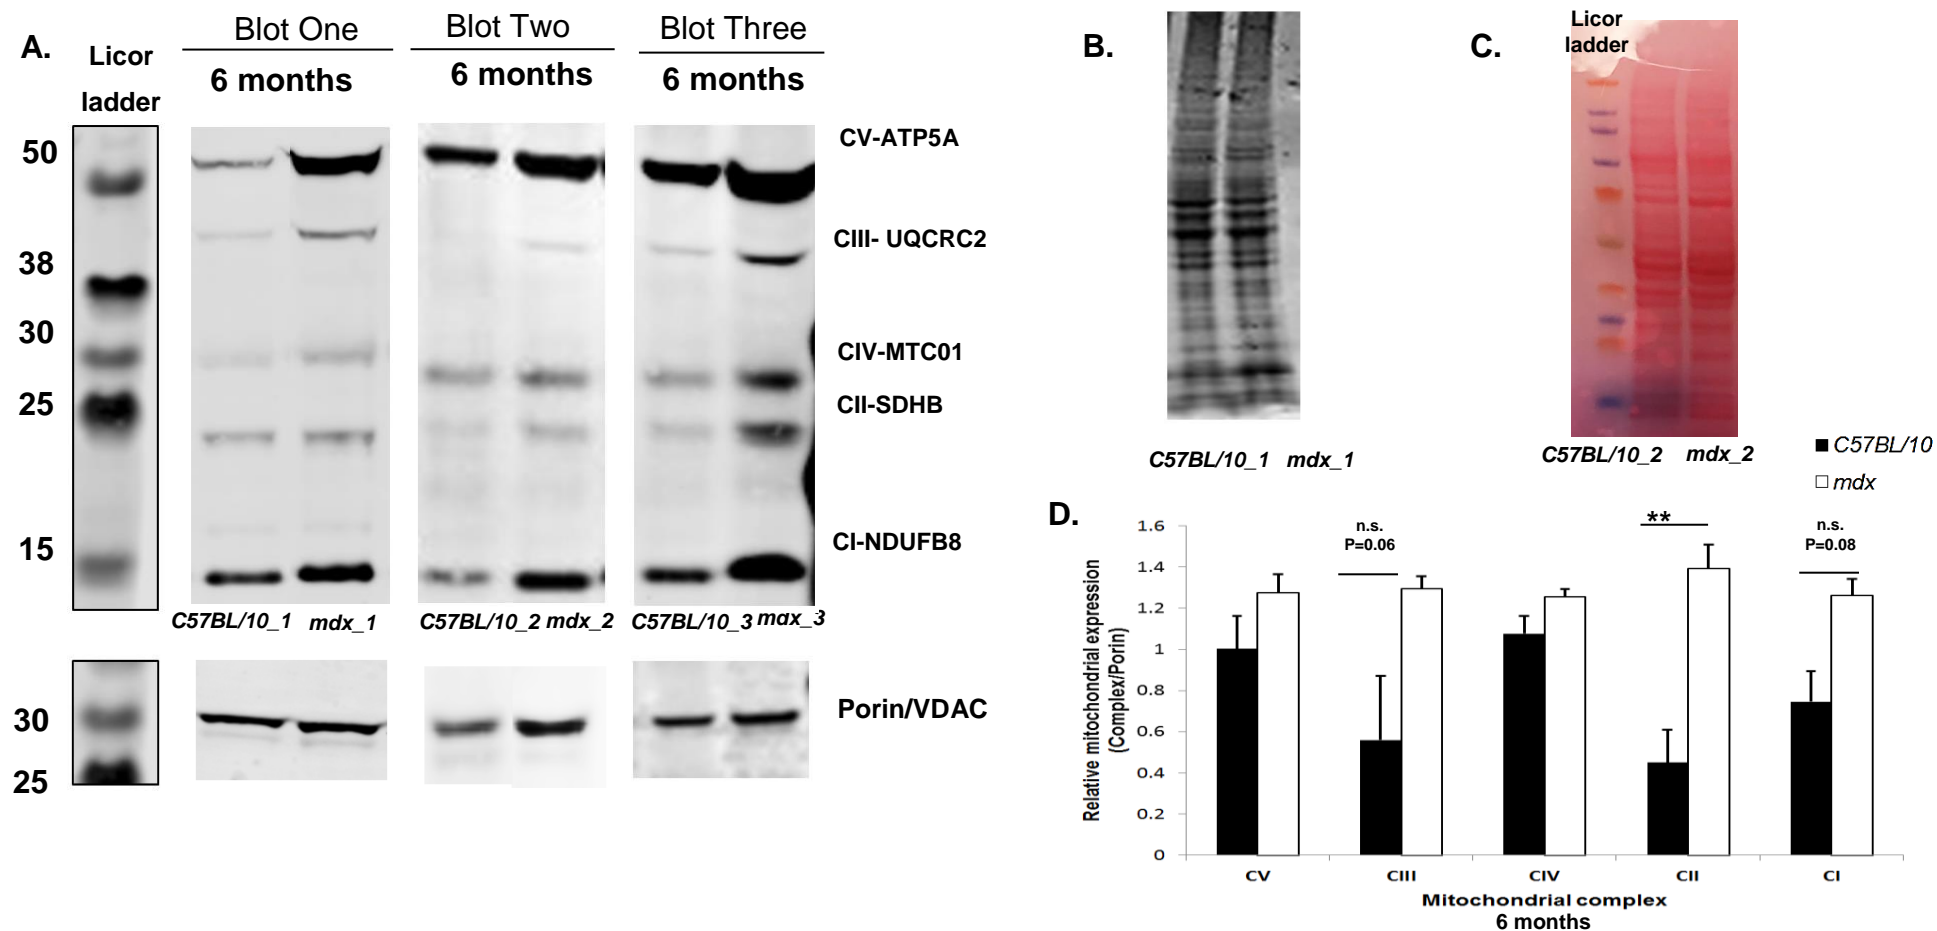 A.
Licor
ladder
Blot One
6 months
Blot Two
6 months
Blot Three
6 months
50
38
30
25
15
CV-ATP5A
CIII- UQCRC2
CIV-MTC01
CII-SDHB
CI-NDUFB8
C57BL/10_1 mdx_1
C57BL/10_2 mdx_2
C57BL/10_3 mdx_3
30
25
Porin/VDAC
B.
C57BL/10_1 mdx_1
C.
Licor
ladder
C57BL/10_2 mdx_2
C57BL/10
mdx
D.
Relative mitochondrial expression
(Complex/Porin)
1.6
1.4
1.2
1
0.8
0.6
0.4
0.2
0
n.s.
P=0.06
**
n.s.
P=0.08
CV CIII CIV CII CI
Mitochondrial complex
6 months